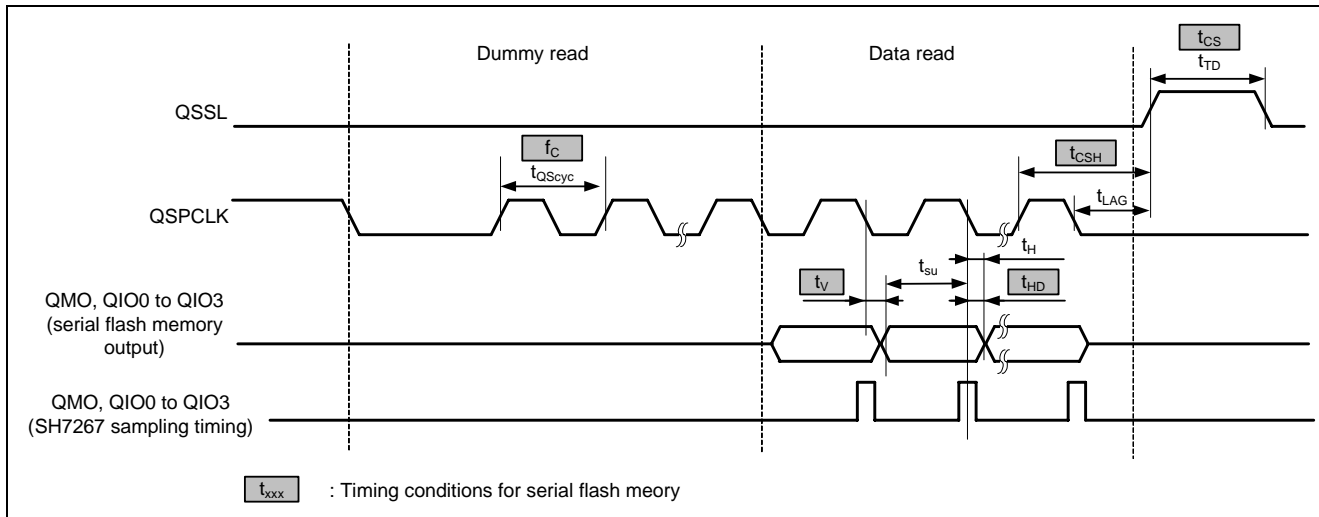 Dummy read
Data read
tCS
tTD
QSSL
fC
tQScyc
tCSH
tLAG
QSPCLK
tH
tsu
tV
tHD
QMO, QIO0 to QIO3
(serial flash memory
output)
QMO, QIO0 to QIO3
(SH7267 sampling timing)
txxx : Timing conditions for serial flash meory